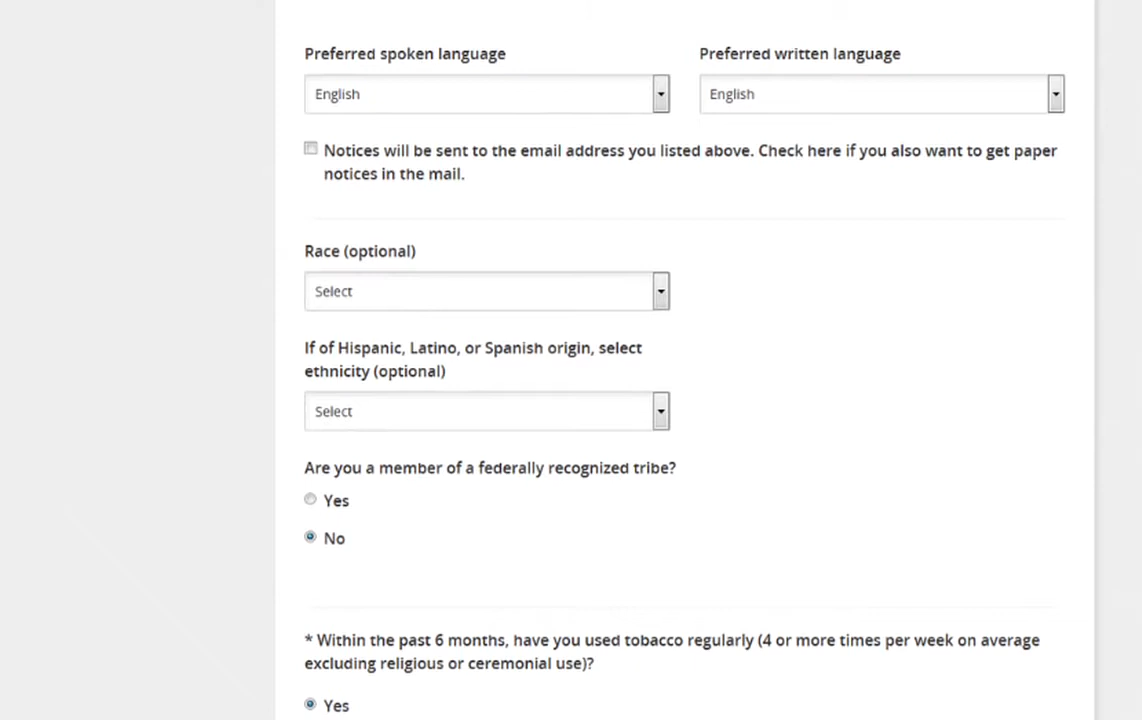 Preferred spoken language
Preferred written language
English
English
Notices will be sent to the email address you listed above. Check here if you also want to get paper
notices in the mail.
Race (optional)
Select
If of Hispanic, Latino, or Spanish origin, select
ethnicity (optional)
Select
Are you a member of a federally recognized tribe?
Yes
No
* Within the past 6 months, have you used tobacco regularly (4 or more times per week on average
excluding religious or ceremonial use)?
Yes